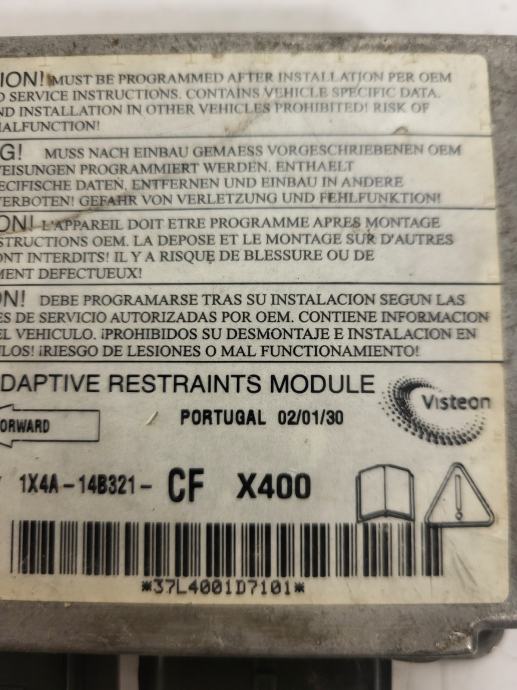 ION! MUST BE PROGRAMMED AFTER INSTALLATION PER OEM
D SERVICE INSTRUCTIONS. CONTAINS VEHICLE SPECIFIC DATA.
ND INSTALLATION IN OTHER VEHICLES PROHIBITED! RISK OF
MALFUNCTION!
G! MUSS NACH EINBAU GEMAESS VORGESCHRIEBENEN OEM
WEISUNGEN PROGRAMMIERT WERDEN. ENTHAELT
PECIFISCHE DATEN, ENTFERNEN UND EINBAU IN ANDERE
VERBOTEN! GEFAHR VON VERLETZUNG UND FEHLFUNKTION!
ON! L'APPAREIL DOIT ETRE PROGRAMME APRES MONTAGE
NSTRUCTIONS OEM. LA DEPOSE ET LE MONTAGE SUR D'AUTRES
ONT INTERDITS! IL Y A RISQUE DE BLESSURE OU DE
MENT DEFECTUEUX!
ON! DEBE PROGRAMARSE TRAS SU INSTALACION SEGUN LAS
ES DE SERVICIO AUTORIZADAS POR OEM. CONTIENE INFORMACION
EL VEHICULO. ¡PROHIBIDOS SU DESMONTAJE E INSTALACION EN
ULOS! ¡RIESGO DE LESIONES O MAL FUNCTIONAMIENTO!
DAPTIVE RESTRAINTS MODULE
Visteon
ORWARD
PORTUGAL 02/01/30
1X4A-14B321- CF X400
*37L4001D7101*